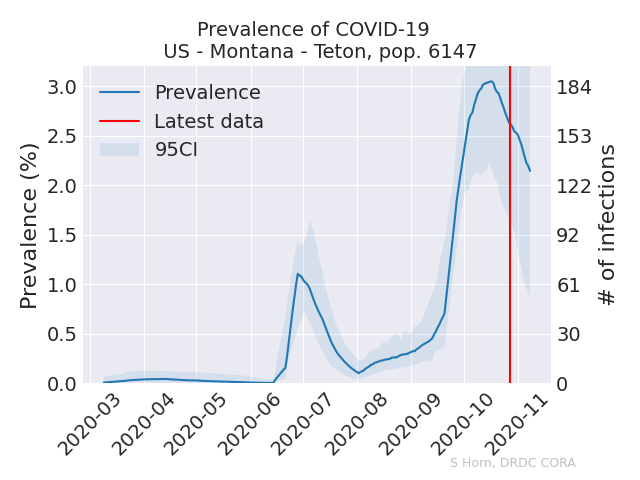 Prevalence of COVID-19
US - Montana - Teton, pop. 6147
Prevalence
Latest data
95CI
Prevalence (%)
3.0
2.5
2.0
1.5
1.0
0.5
0.0
184
153
122
92
61
30
0
# of infections
2020-03
2020-04
2020-05
2020-06
2020-07
2020-08
2020-09
2020-10
2020-11
S Horn, DRDC CORA